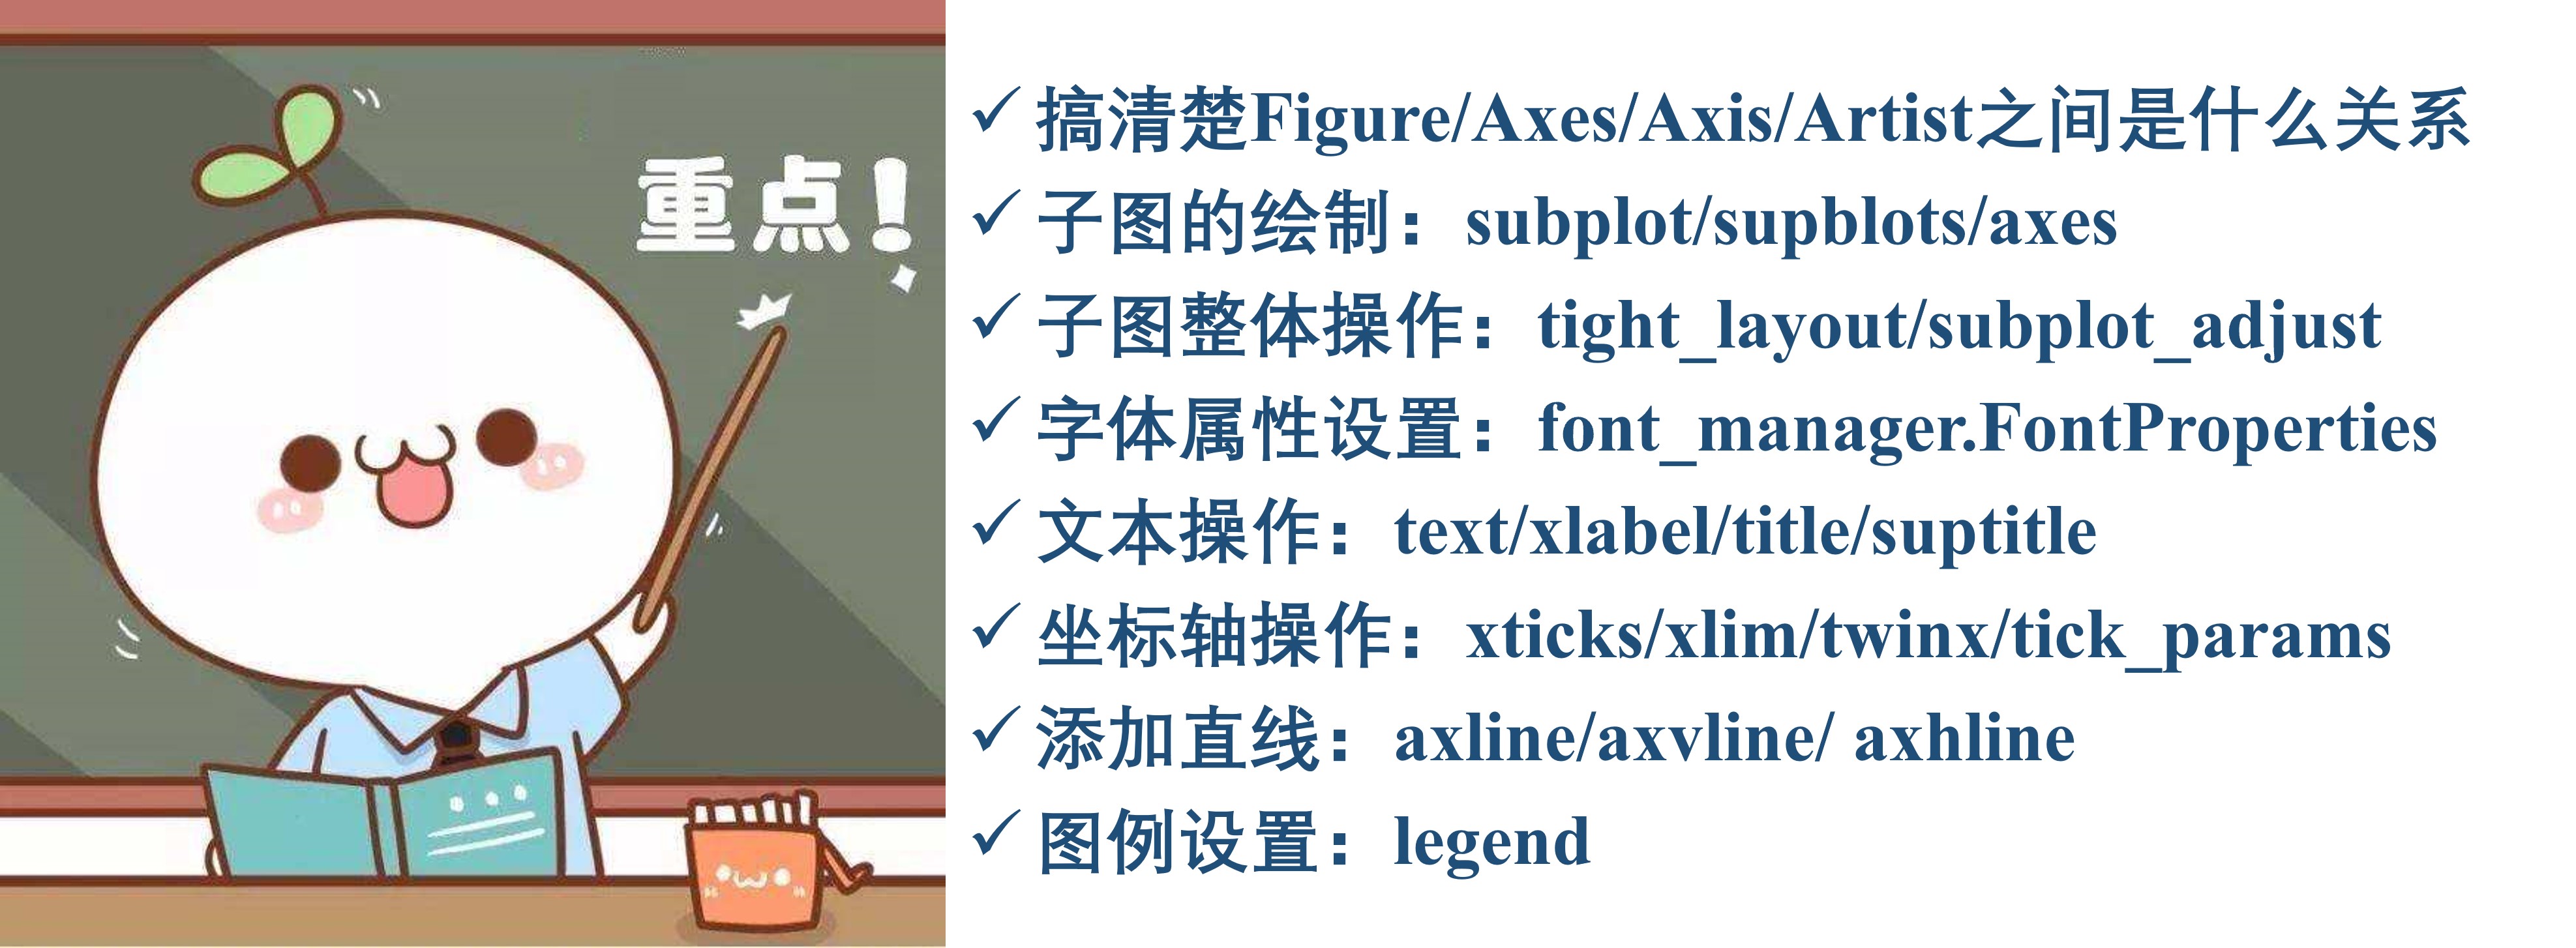 重点!
✓ 搞清楚Figure/Axes/Axis/Artist之间是什么关系
✓ 子图的绘制：subplot/supblots/axes
✓ 子图整体操作：tight_layout/subplot_adjust
✓ 字体属性设置：font_manager.FontProperties
✓ 文本操作：text/xlabel/title/suptitle
✓ 坐标轴操作：xticks/xlim/twinx/tick_params
✓ 添加直线：axline/axvline/ axhline
✓ 图例设置：legend